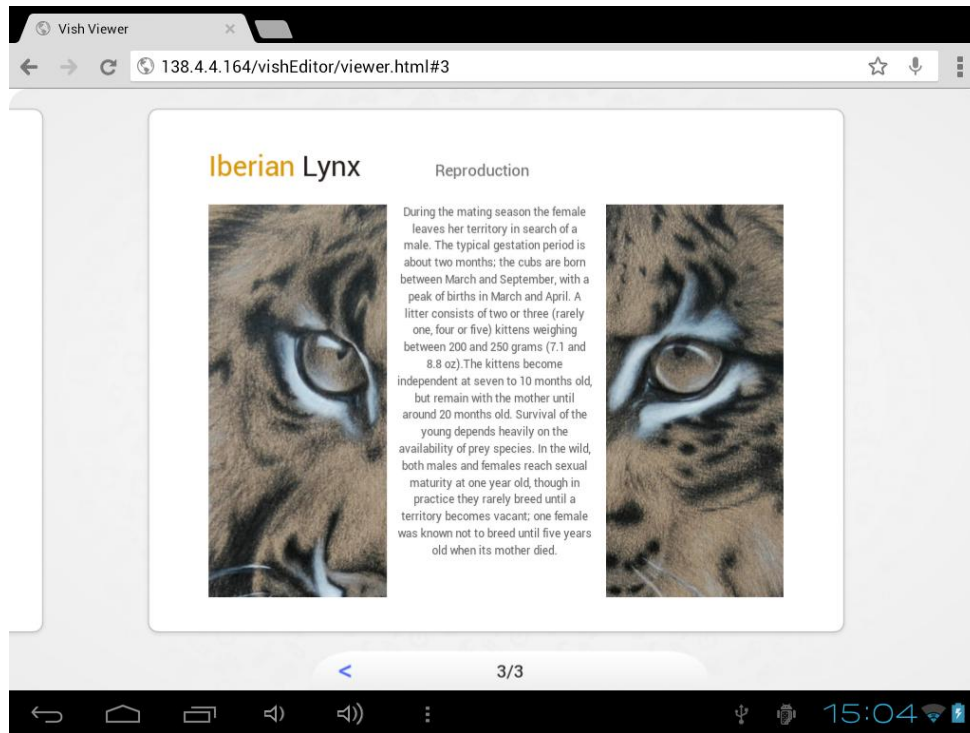 Vish Viewer
138.4.4.164/vishEditor/viewer.html#3
Iberian Lynx
Reproduction
During the mating season the female
leaves her territory in search of a
male. The typical gestation period is
about two months; the cubs are born
between March and September, with a
peak of births in March and April. A
litter consists of two or three (rarely
one, four or five) kittens weighing
between 200 and 250 grams (7.1 and
8.8 oz).The kittens become
independent at seven to 10 months old,
but remain with the mother until
around 20 months old. Survival of the
young depends heavily on the
availability of prey species. In the wild,
both males and females reach sexual
maturity at one year old, though in
practice they rarely breed until a
territory becomes vacant; one female
was known not to breed until five years
old when its mother died.
< 3/3
15:04